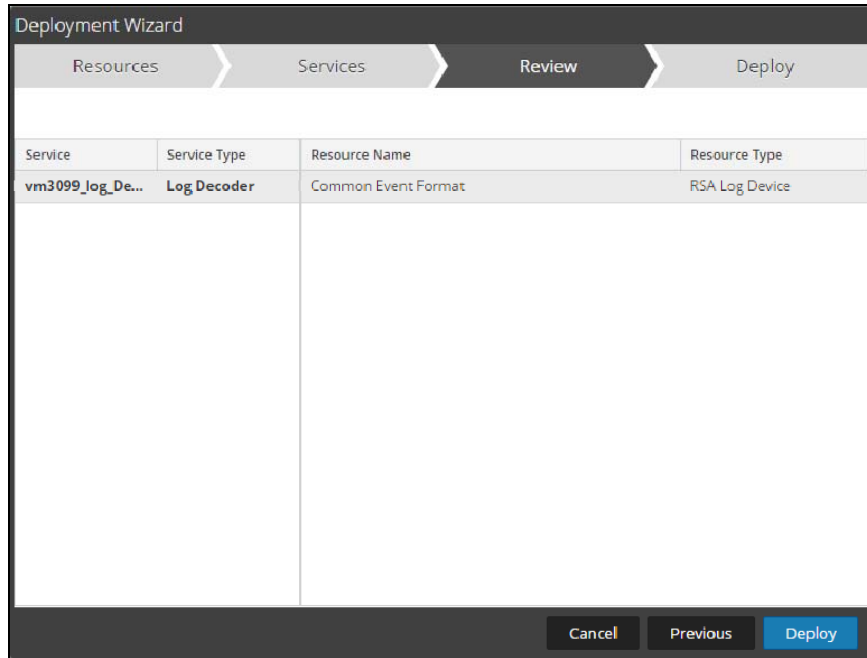 Deployment Wizard
Resources Services Review Deploy
Service Service Type Resource Name Resource Type
vm3099_log_De... Log Decoder Common Event Format RSA Log Device
Cancel Previous Deploy